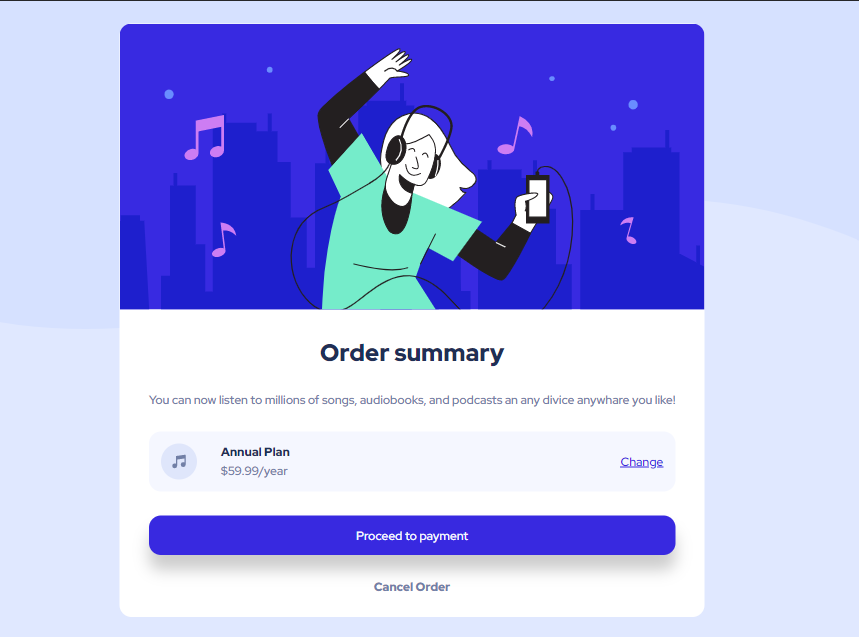 Order summary
You can now listen to millions of songs, audiobooks, and podcasts an any divice anywhare you like!
Annual Plan
$59.99/year
Change
Proceed to payment
Cancel Order